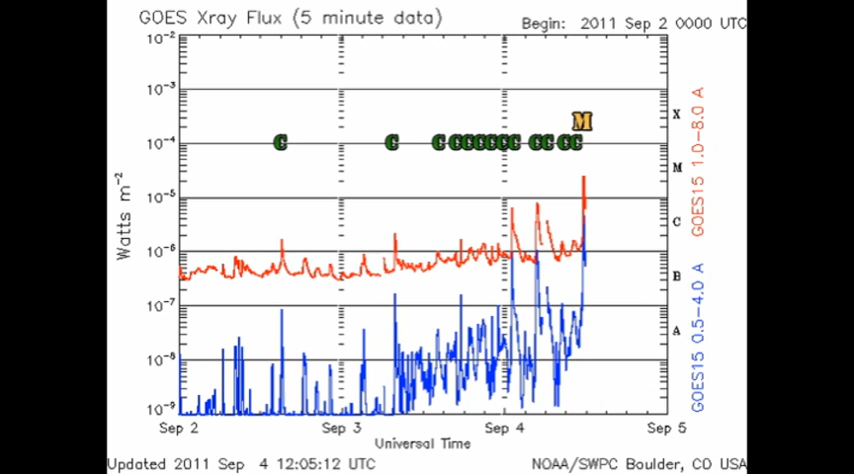 GOES Xray Flux (5 minute data)
Begin: 2011 Sep 2 0000 UTC
10-2
10-3
10-4
10-5
10-6
10-7
10-8
10-9
Watts m-2
M
C C C C C C C C C C C C C C
X
M
C
B
A
GOES15 1.0-8.0 A
GOES15 0.5-4.0 A
Sep 2 Sep 3 Sep 4 Sep 5
Universal Time
Updated 2011 Sep 4 12:05:12 UTC
NOAA/SWPC Boulder, CO USA